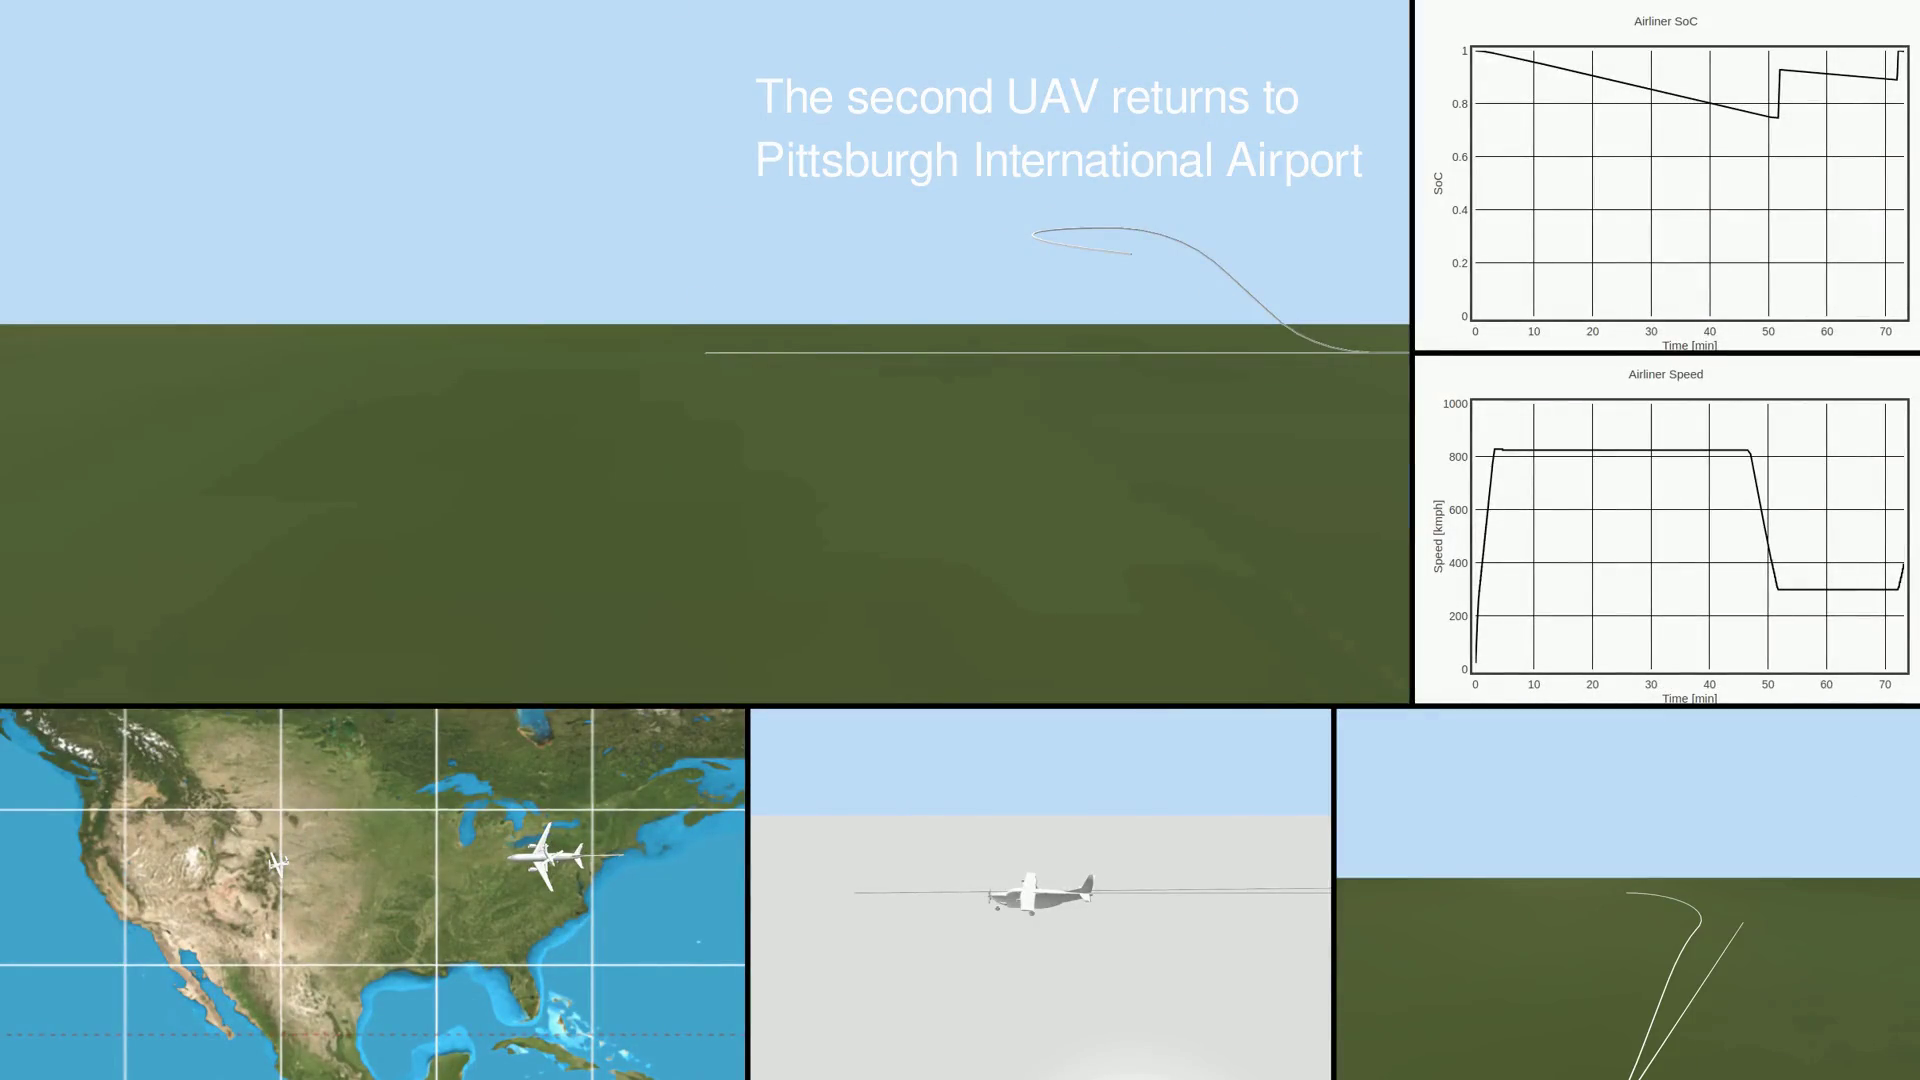 The second UAV returns to
Pittsburgh International Airport
Airliner SoC
1
0.8
0.6
0.4
0.2
0
SoC
0 10 20 30 40 50 60 70
Time [min]
Airliner Speed
1000
800
600
400
200
0
Speed [kmph]
0 10 20 30 40 50 60 70
Time [min]